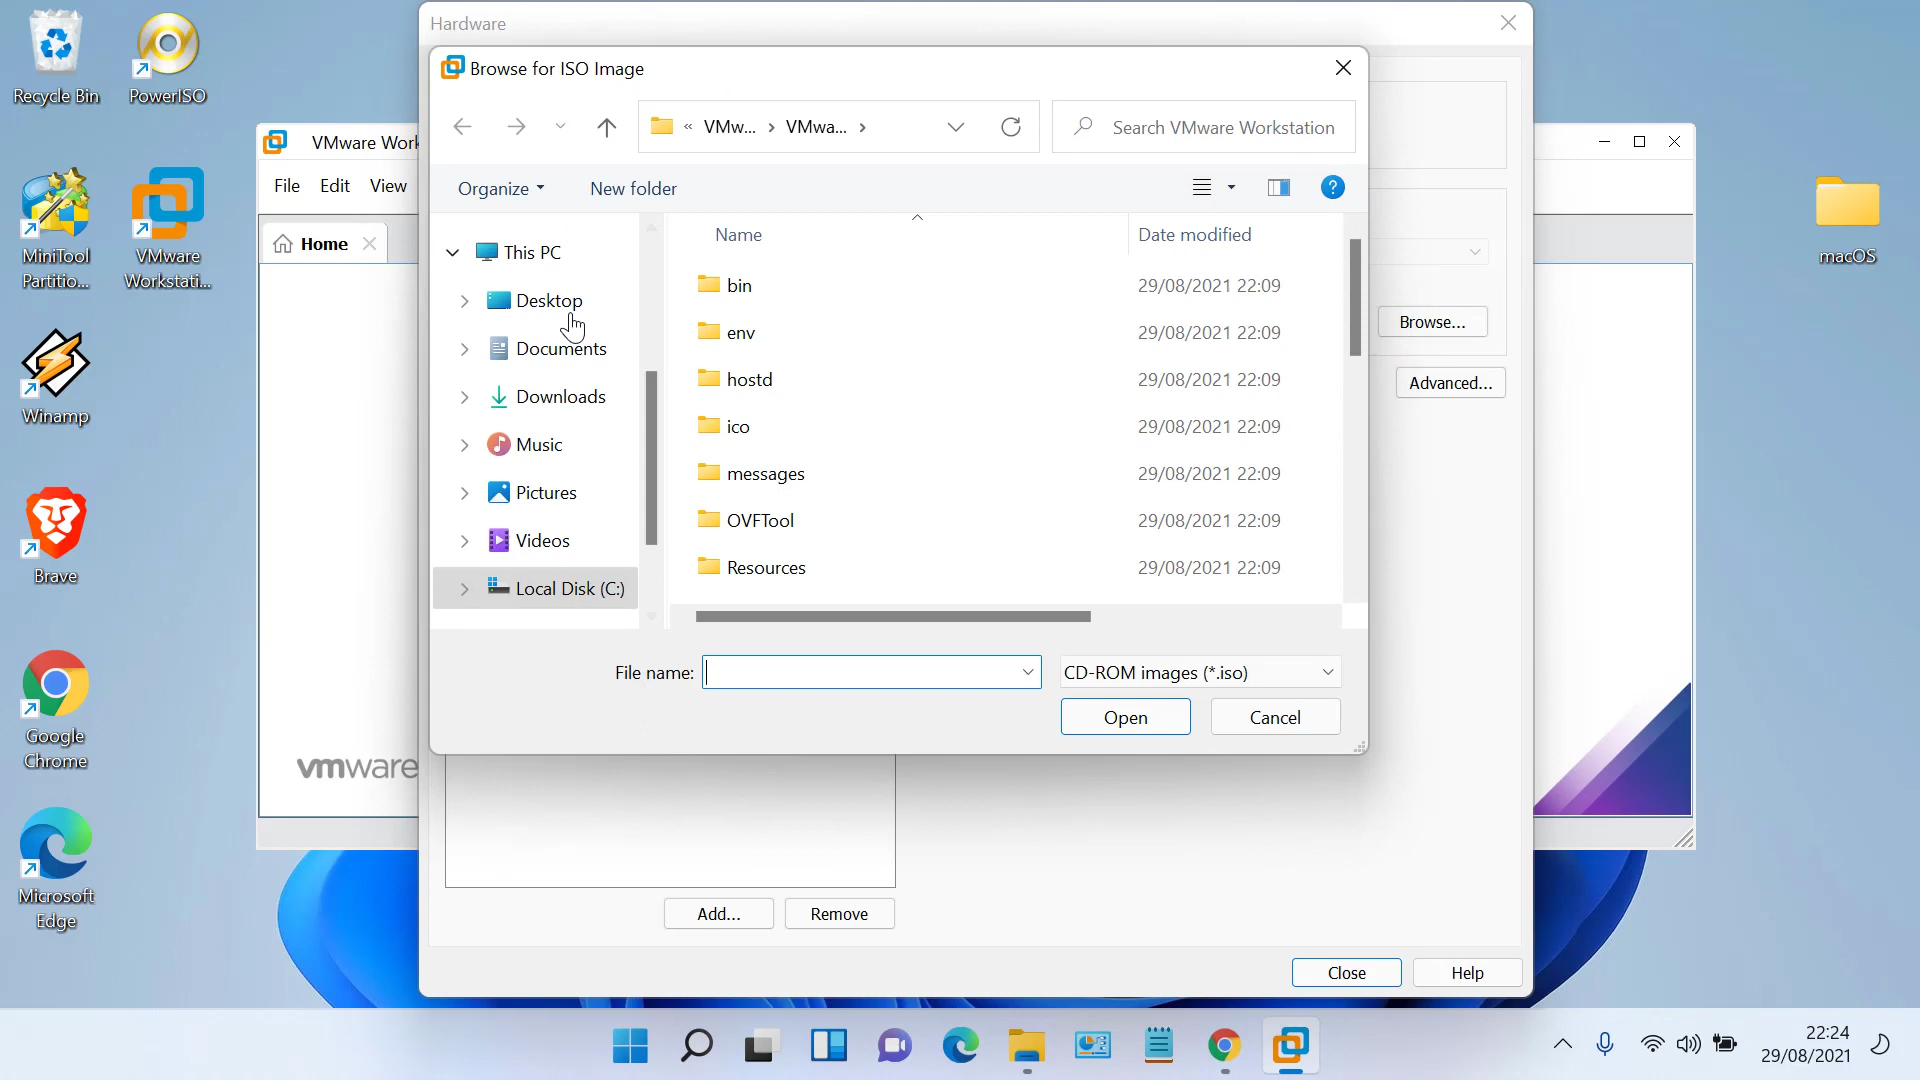 Recycle Bin
PowerISO
MiniTool
Partitio...
VMware
Workstati...
Winamp
Brave
Google
Chrome
Microsoft
Edge
macOS
VMware Work
File
Edit
View
Home
vmware
Hardware
Browse...
Advanced...
Add...
Remove
Close
Help
Browse for ISO Image
« VMw... › VMwa... ›
Search VMware Workstation
Organize
New folder
This PC
Desktop
Documents
Downloads
Music
Pictures
Videos
Local Disk (C:)
Name
Date modified
bin 29/08/2021 22:09
env 29/08/2021 22:09
hostd 29/08/2021 22:09
ico 29/08/2021 22:09
messages 29/08/2021 22:09
OVFTool 29/08/2021 22:09
Resources 29/08/2021 22:09
File name:
CD-ROM images (*.iso)
Open
Cancel
22:24
29/08/2021